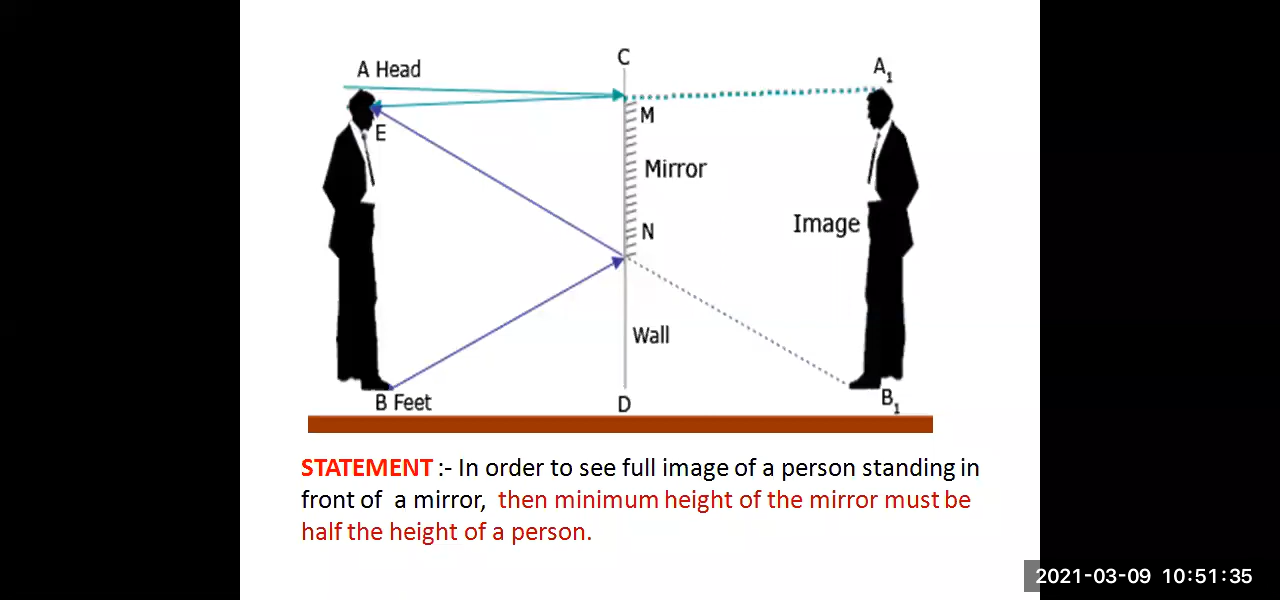 C
A Head
A1
E
M
Mirror
N
Image
Wall
B Feet
D
B1
STATEMENT :- In order to see full image of a person standing in
front of a mirror, then minimum height of the mirror must be
half the height of a person.
2021-03-09 10:51:35